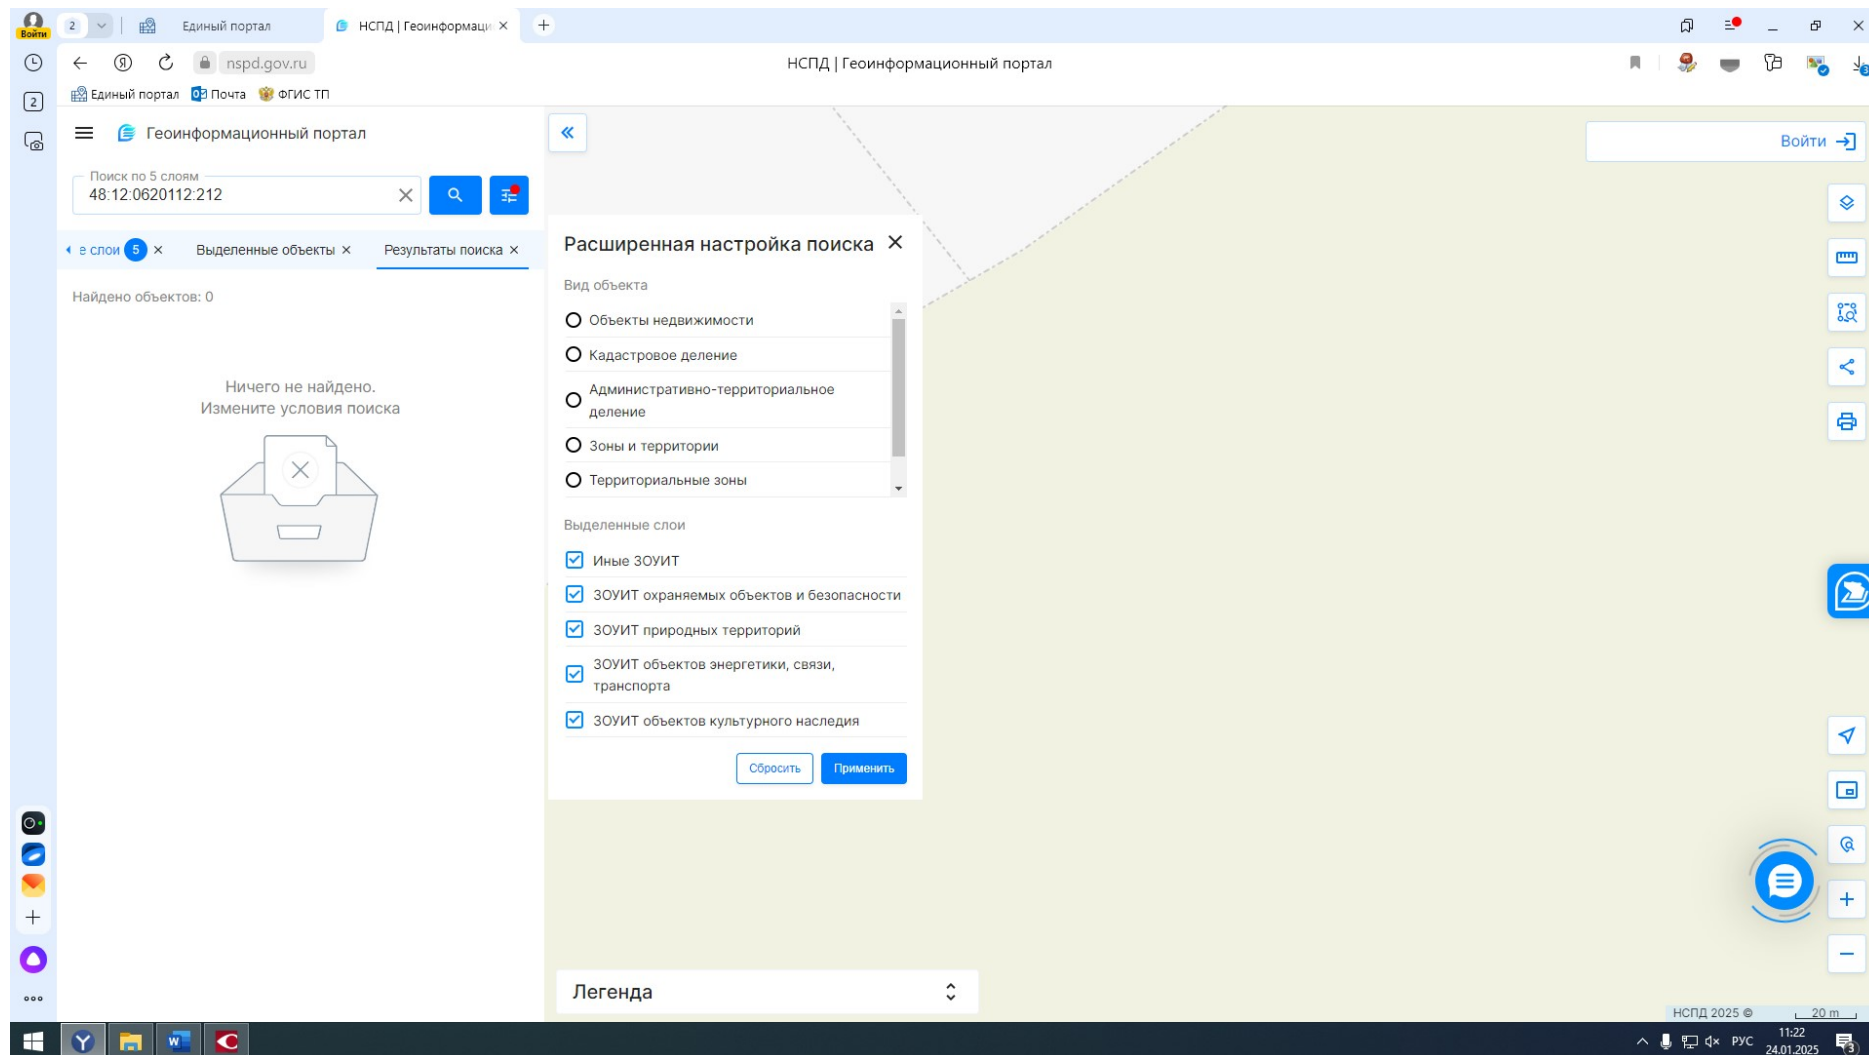 Войти
2
Единый портал
НСПД | Геоинформаци
nspd.gov.ru
НСПД | Геоинформационный портал
3
2
Единый портал
Почта
ФГИС ТП
Геоинформационный портал
Войти
Поиск по 5 слоям
48:12:0620112:212
е слои 5
Выделенные объекты
Результаты поиска
Найдено объектов: 0
Ничего не найдено.
Измените условия поиска
Расширенная настройка поиска
Вид объекта
Объекты недвижимости
Кадастровое деление
Административно-территориальное
деление
Зоны и территории
Территориальные зоны
Выделенные слои
Иные ЗОУИТ
ЗОУИТ охраняемых объектов и безопасности
ЗОУИТ природных территорий
ЗОУИТ объектов энергетики, связи,
транспорта
ЗОУИТ объектов культурного наследия
Сбросить
Применить
Легенда
НСПД 2025 ©
20 m
РУС
11:22
24.01.2025
3